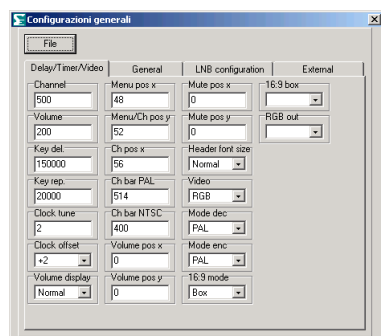 Configurazioni generali
File
Delay/Timer/Video General LNB configuration External
Channel Menu pos x Mute pos x 16:9 box
500 48 0
Volume Menu/Ch pos y Mute pos y RGB out
200 52 0
Key del. Ch pos x Header font size
150000 56 Normal
Key rep. Ch bar PAL Video
20000 514 RGB
Clock tune Ch bar NTSC Mode dec
2 400 PAL
Clock offset Volume pos x Mode enc
+2 0 PAL
Volume display Volume pos y 16:9 mode
Normal 0 Box